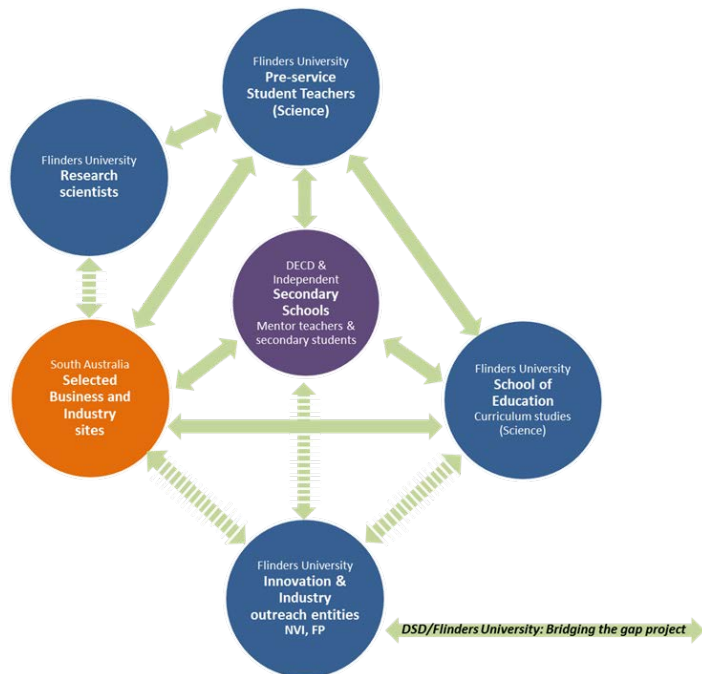 Flinders University
Pre-service
Student Teachers
(Science)
Flinders University
Research
scientists
DECD &
Independent
Secondary
Schools
Mentor teachers &
secondary students
South Australia
Selected
Business and
Industry
sites
Flinders University
School of
Education
Curriculum studies
(Science)
Flinders University
Innovation &
Industry
outreach entities
NVI, FP
DSD/Flinders University: Bridging the gap project